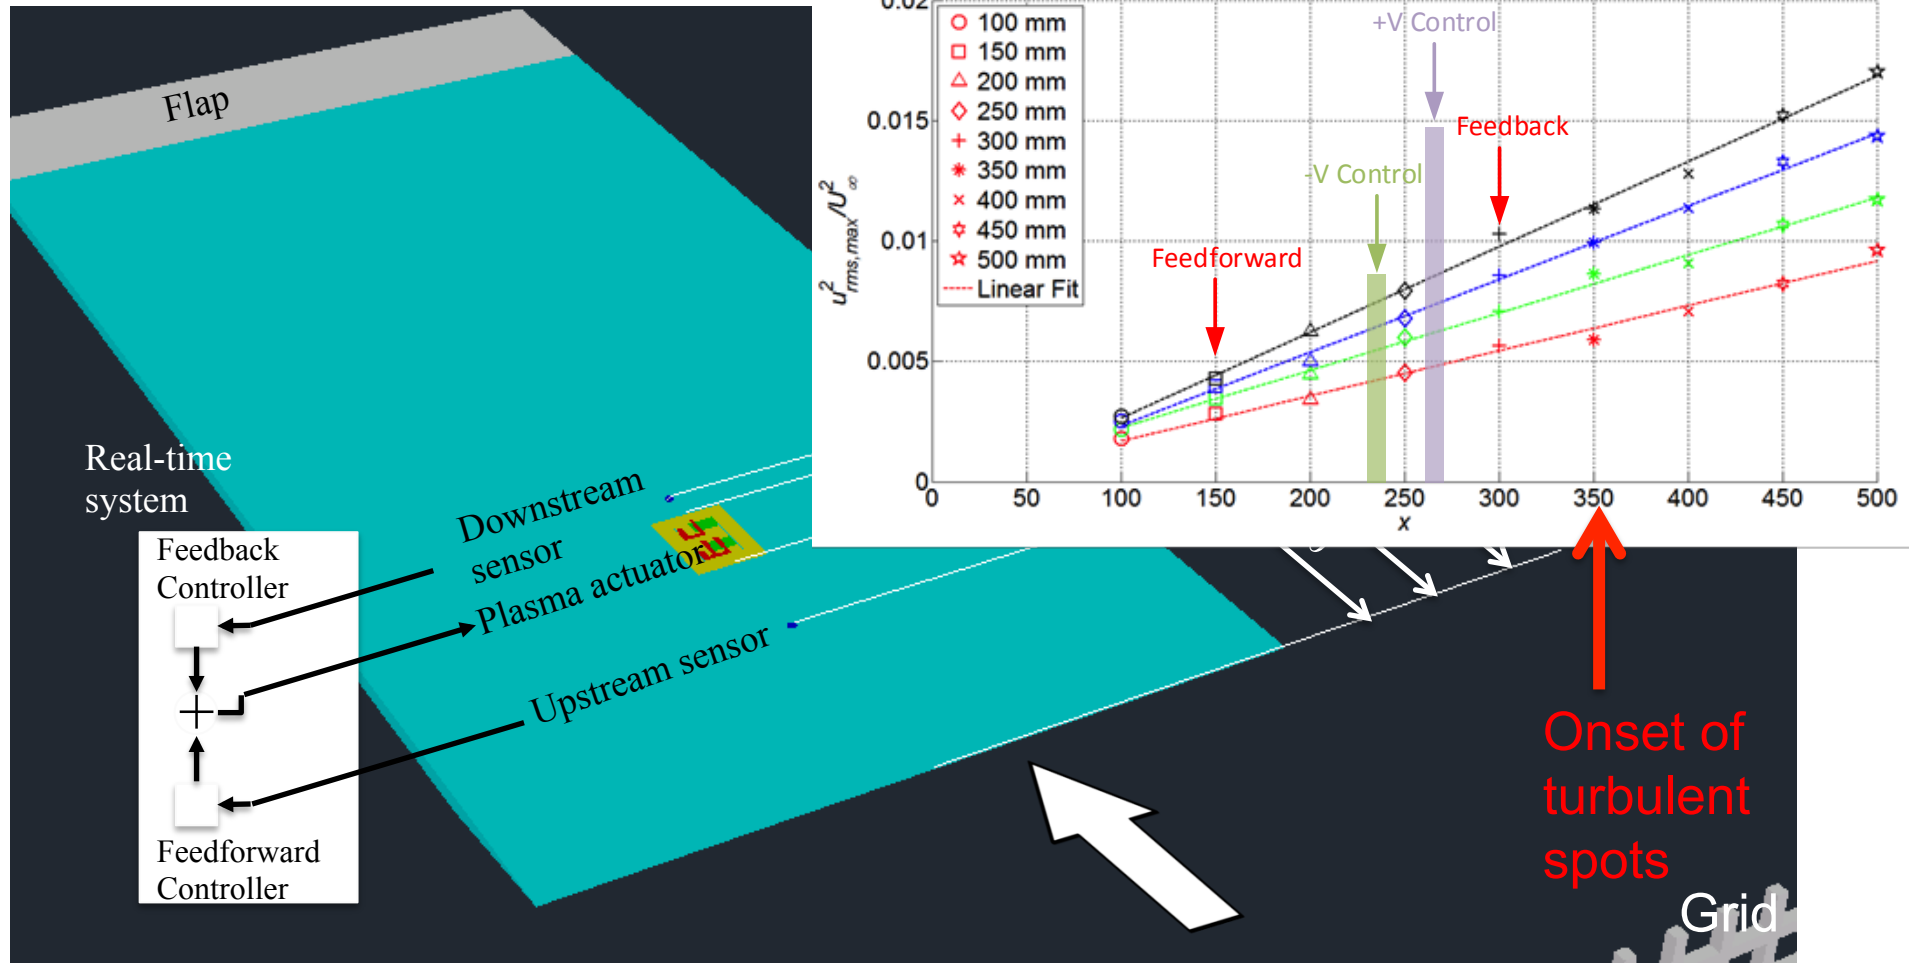 Flap
Real-time
system
Feedback
Controller
Feedforward
Controller
Downstream
sensor
Plasma actuator
Upstream sensor
0.02
0.015
0.01
0.005
0
u²rms,max/U²∞
100 mm
150 mm
200 mm
250 mm
300 mm
350 mm
400 mm
450 mm
500 mm
Linear Fit
+V Control
-V Control
Feedback
Feedforward
0 50 100 150 200 250 300 350 400 450 500
x
Onset of
turbulent
spots
Grid